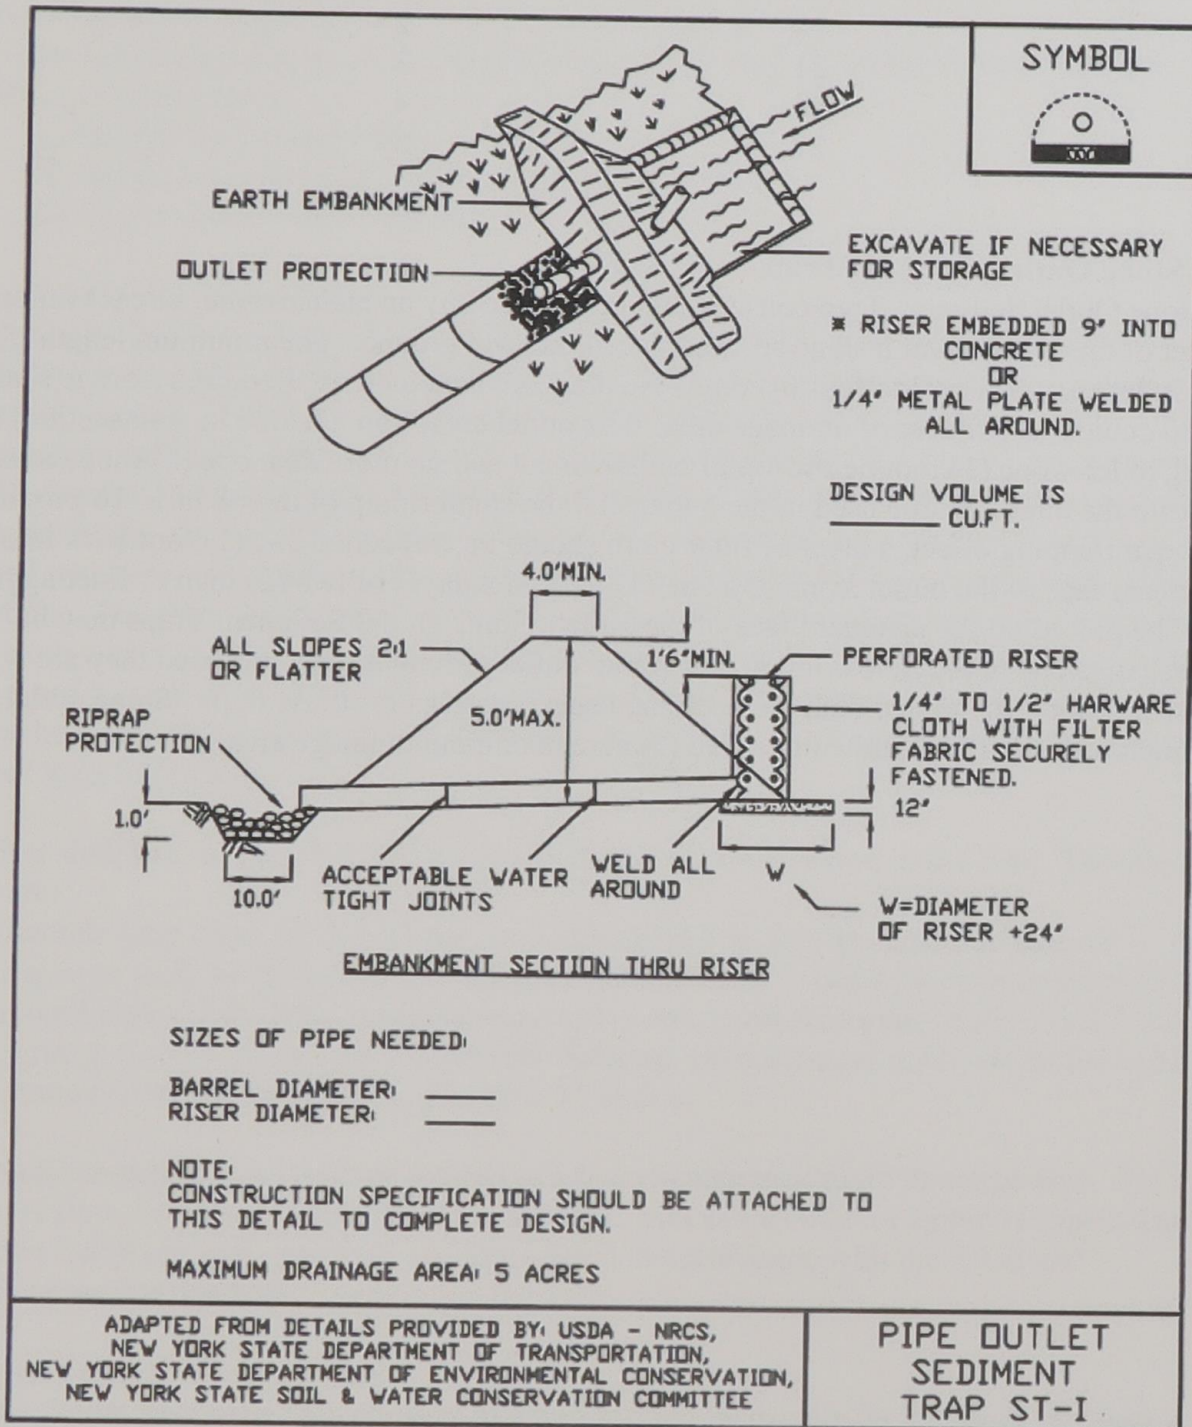 SYMBOL
FLOW
EARTH EMBANKMENT
OUTLET PROTECTION
EXCAVATE IF NECESSARY
FOR STORAGE
* RISER EMBEDDED 9" INTO
CONCRETE
OR
1/4" METAL PLATE WELDED
ALL AROUND.
DESIGN VOLUME IS
______ CU.FT.
4.0'MIN.
ALL SLOPES 2:1
OR FLATTER
1'6"MIN.
PERFORATED RISER
5.0'MAX.
1/4" TO 1/2" HARWARE
CLOTH WITH FILTER
FABRIC SECURELY
FASTENED.
RIPRAP
PROTECTION
1.0'
12"
10.0'
ACCEPTABLE WATER
TIGHT JOINTS
WELD ALL
AROUND
W
W=DIAMETER
OF RISER +24"
EMBANKMENT SECTION THRU RISER
SIZES OF PIPE NEEDED:
BARREL DIAMETER: ____
RISER DIAMETER: ____
NOTE:
CONSTRUCTION SPECIFICATION SHOULD BE ATTACHED TO
THIS DETAIL TO COMPLETE DESIGN.
MAXIMUM DRAINAGE AREA: 5 ACRES
ADAPTED FROM DETAILS PROVIDED BY: USDA - NRCS,
NEW YORK STATE DEPARTMENT OF TRANSPORTATION,
NEW YORK STATE DEPARTMENT OF ENVIRONMENTAL CONSERVATION,
NEW YORK STATE SOIL & WATER CONSERVATION COMMITTEE
PIPE OUTLET
SEDIMENT
TRAP ST-I